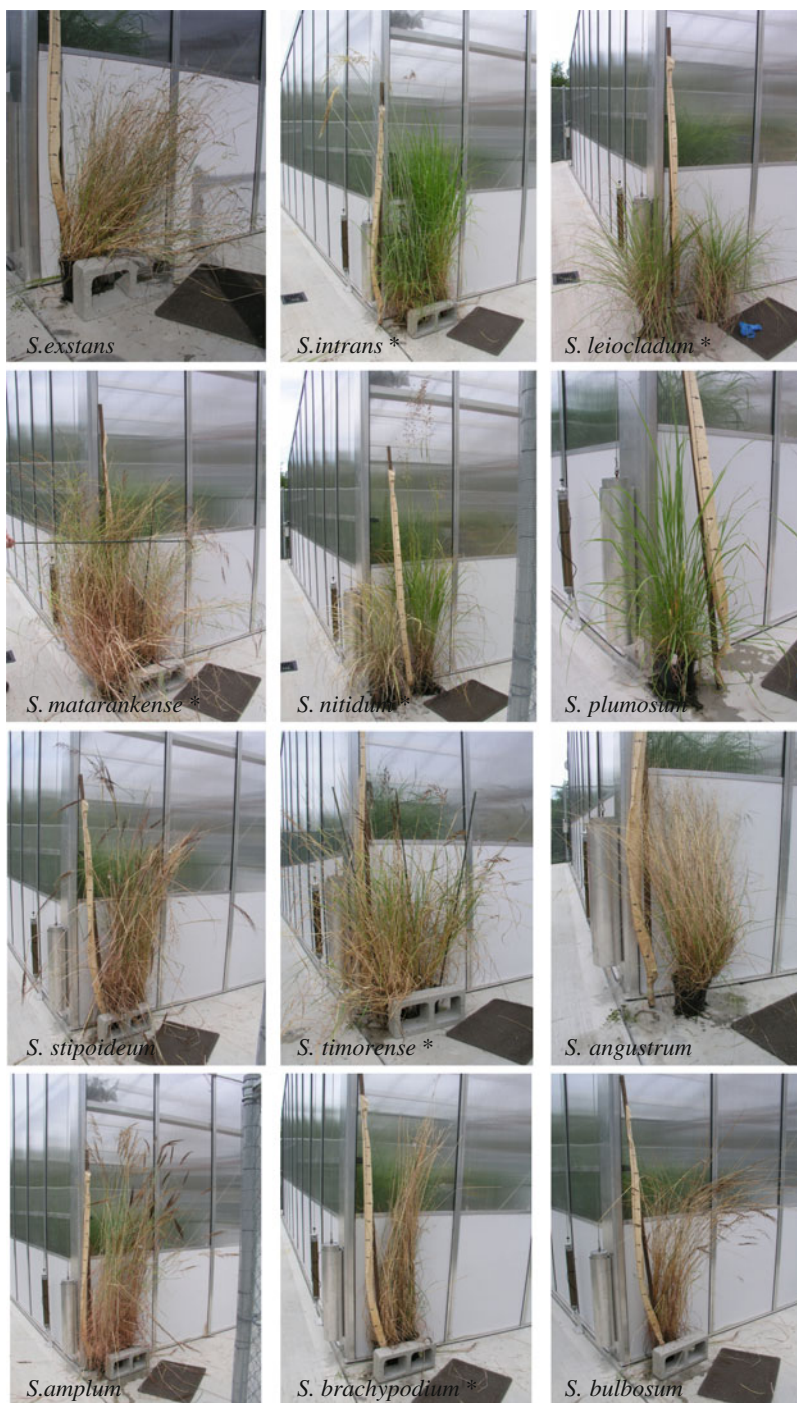 S.exstans
S.intrans *
S. leiocladum *
S. matarankense *
S. nitidum *
S. plumosum
S. stipoideum
S. timorense *
S. angustrum
S.amplum
S. brachypodium *
S. bulbosum